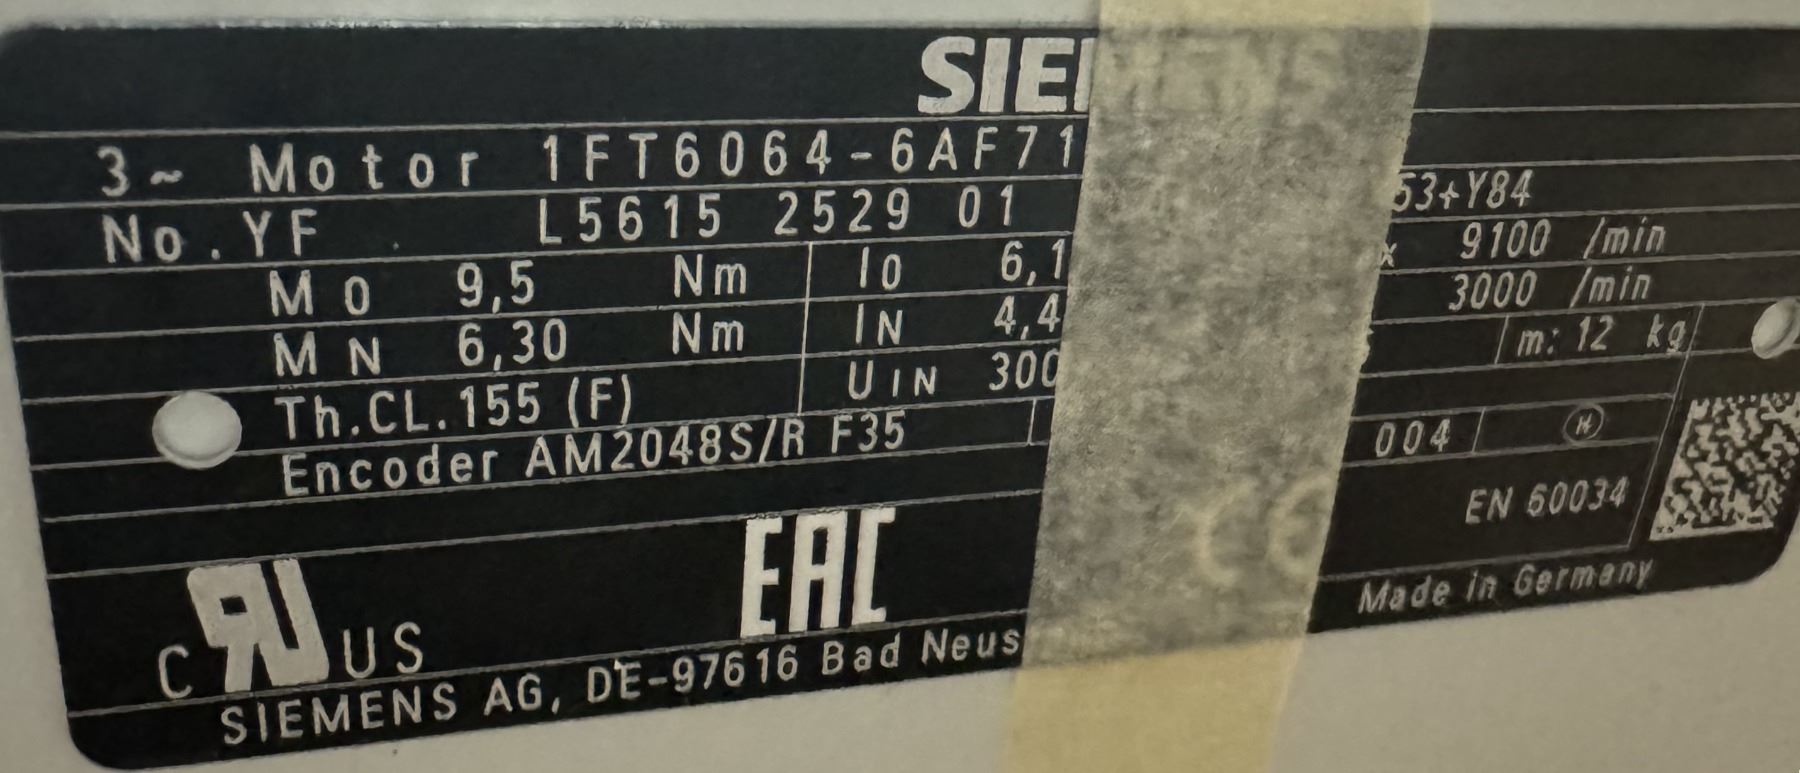 SIE
3~ Motor 1FT6064-6AF71
53+Y84
No.YF L5615 2529 01
M0 9,5 Nm I0 6,1
x 9100 /min
MN 6,30 Nm IN 4,4
3000 /min
Th.CL.155 (F) UIN 300
m: 12 kg
Encoder AM2048S/R F35
004 H
EN 60034
CE
EAC
C RU US
Made in Germany
SIEMENS AG, DE-97616 Bad Neus